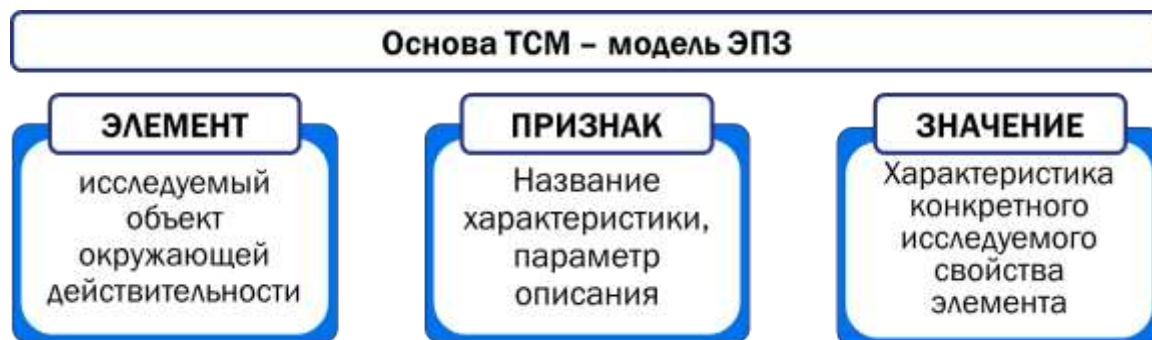 Основа ТСМ – модель ЭПЗ
ЭЛЕМЕНТ
исследуемый
объект
окружающей
действительности
ПРИЗНАК
Название
характеристики,
параметр
описания
ЗНАЧЕНИЕ
Характеристика
конкретного
исследуемого
свойства
элемента